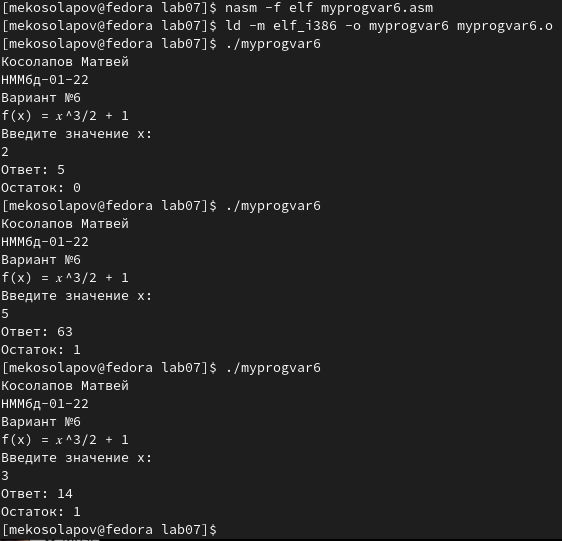 [mekosolapov@fedora lab07]$ nasm -f elf myprogvar6.asm
[mekosolapov@fedora lab07]$ ld -m elf_i386 -o myprogvar6 myprogvar6.o
[mekosolapov@fedora lab07]$ ./myprogvar6
Косолапов Матвей
НММбд-01-22
Вариант №6
f(x) = 𝑥^3/2 + 1
Введите значение x:
2
Ответ: 5
Остаток: 0
[mekosolapov@fedora lab07]$ ./myprogvar6
Косолапов Матвей
НММбд-01-22
Вариант №6
f(x) = 𝑥^3/2 + 1
Введите значение x:
5
Ответ: 63
Остаток: 1
[mekosolapov@fedora lab07]$ ./myprogvar6
Косолапов Матвей
НММбд-01-22
Вариант №6
f(x) = 𝑥^3/2 + 1
Введите значение x:
3
Ответ: 14
Остаток: 1
[mekosolapov@fedora lab07]$